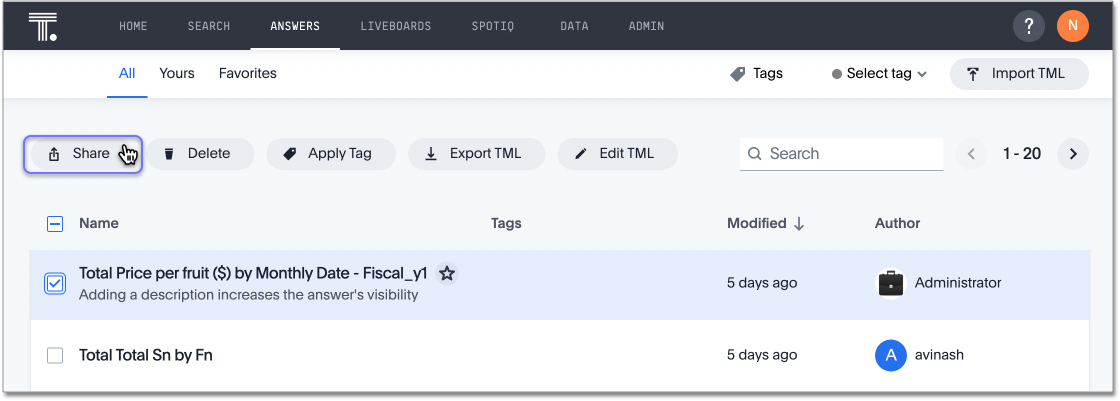 T. HOME SEARCH ANSWERS LIVEBOARDS SPOTIQ DATA ADMIN ? N
All Yours Favorites Tags Select tag Import TML
Share Delete Apply Tag Export TML Edit TML Search 1 - 20
Name Tags Modified Author
Total Price per fruit ($) by Monthly Date - Fiscal_y1
Adding a description increases the answer's visibility
5 days ago Administrator
Total Total Sn by Fn 5 days ago A avinash